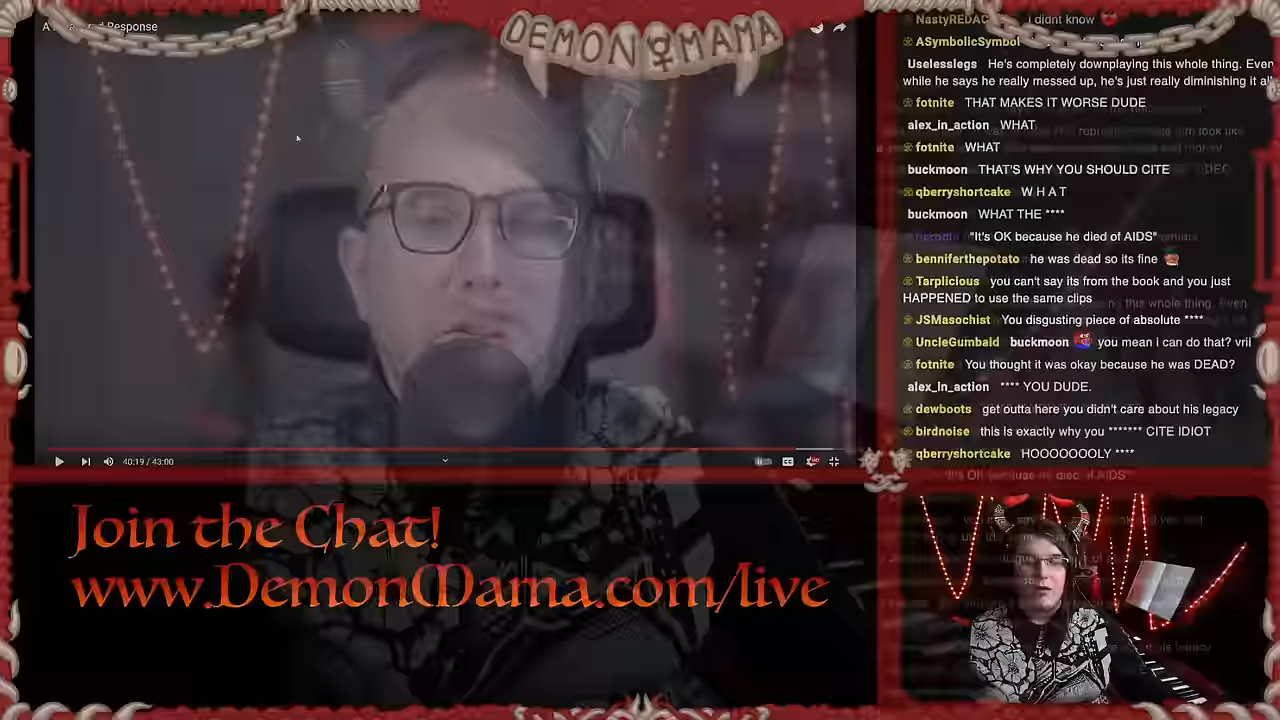 Response
DEMON MAMA
NastyREDAC i didnt know
ASymbolicSymbol
Uselesslegs He's completely downplaying this whole thing. Even
while he says he really messed up, he's just really diminishing it all
fotnite THAT MAKES IT WORSE DUDE
alex_in_action WHAT
fotnite WHAT
buckmoon THAT'S WHY YOU SHOULD CITE
qberryshortcake W H A T
buckmoon WHAT THE ****
"It's OK because he died of AIDS"
benniferthepotato he was dead so its fine
Tarplicious you can't say its from the book and you just
HAPPENED to use the same clips
JSMasochist You disgusting piece of absolute ****
UncleGumbald buckmoon you mean i can do that? vril
fotnite You thought it was okay because he was DEAD?
alex_in_action **** YOU DUDE.
dewboots get outta here you didn't care about his legacy
birdnoise this is exactly why you ******* CITE IDIOT
qberryshortcake HOOOOOOLY ****
40:19 / 43:00
Join the Chat!
www.DemonMama.com/live